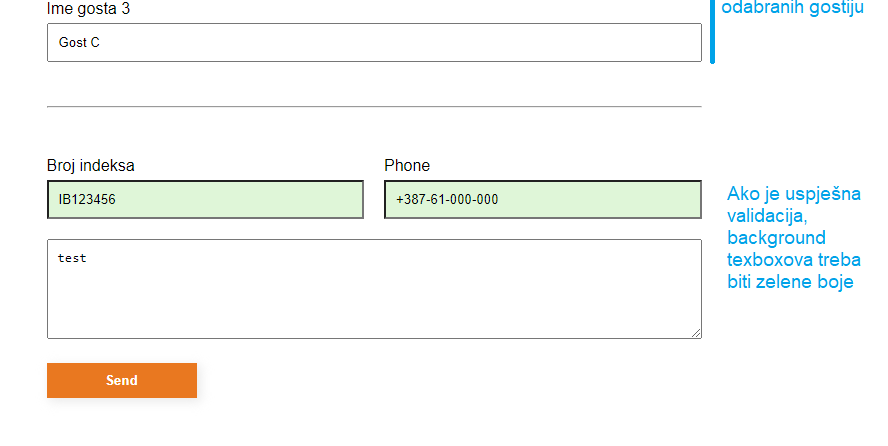 Ime gosta 3
odabranih gostiju
Gost C
Broj indeksa
Phone
IB123456
+387-61-000-000
Ako je uspješna
validacija,
background
texboxova treba
biti zelene boje
test
Send